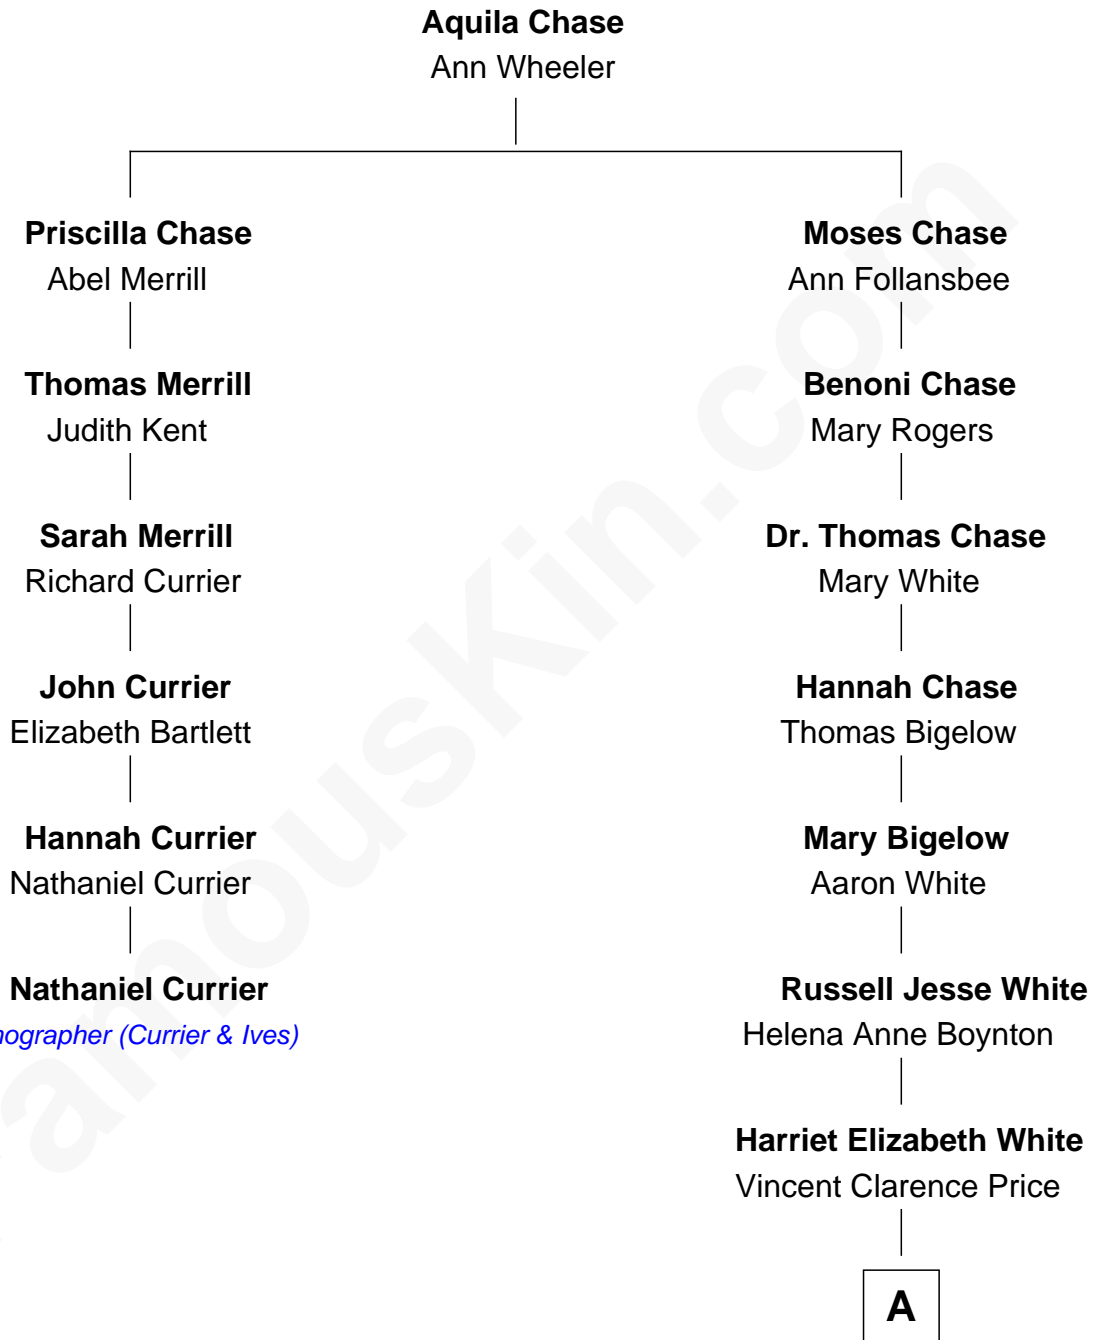 Aquila Chase
Ann Wheeler
Priscilla Chase
Abel Merrill
Moses Chase
Ann Follansbee
Thomas Merrill
Judith Kent
Benoni Chase
Mary Rogers
Sarah Merrill
Richard Currier
Dr. Thomas Chase
Mary White
John Currier
Elizabeth Bartlett
Hannah Chase
Thomas Bigelow
Hannah Currier
Nathaniel Currier
Mary Bigelow
Aaron White
Nathaniel Currier
nographer (Currier & Ives)
Russell Jesse White
Helena Anne Boynton
Harriet Elizabeth White
Vincent Clarence Price
A
amouskin.com